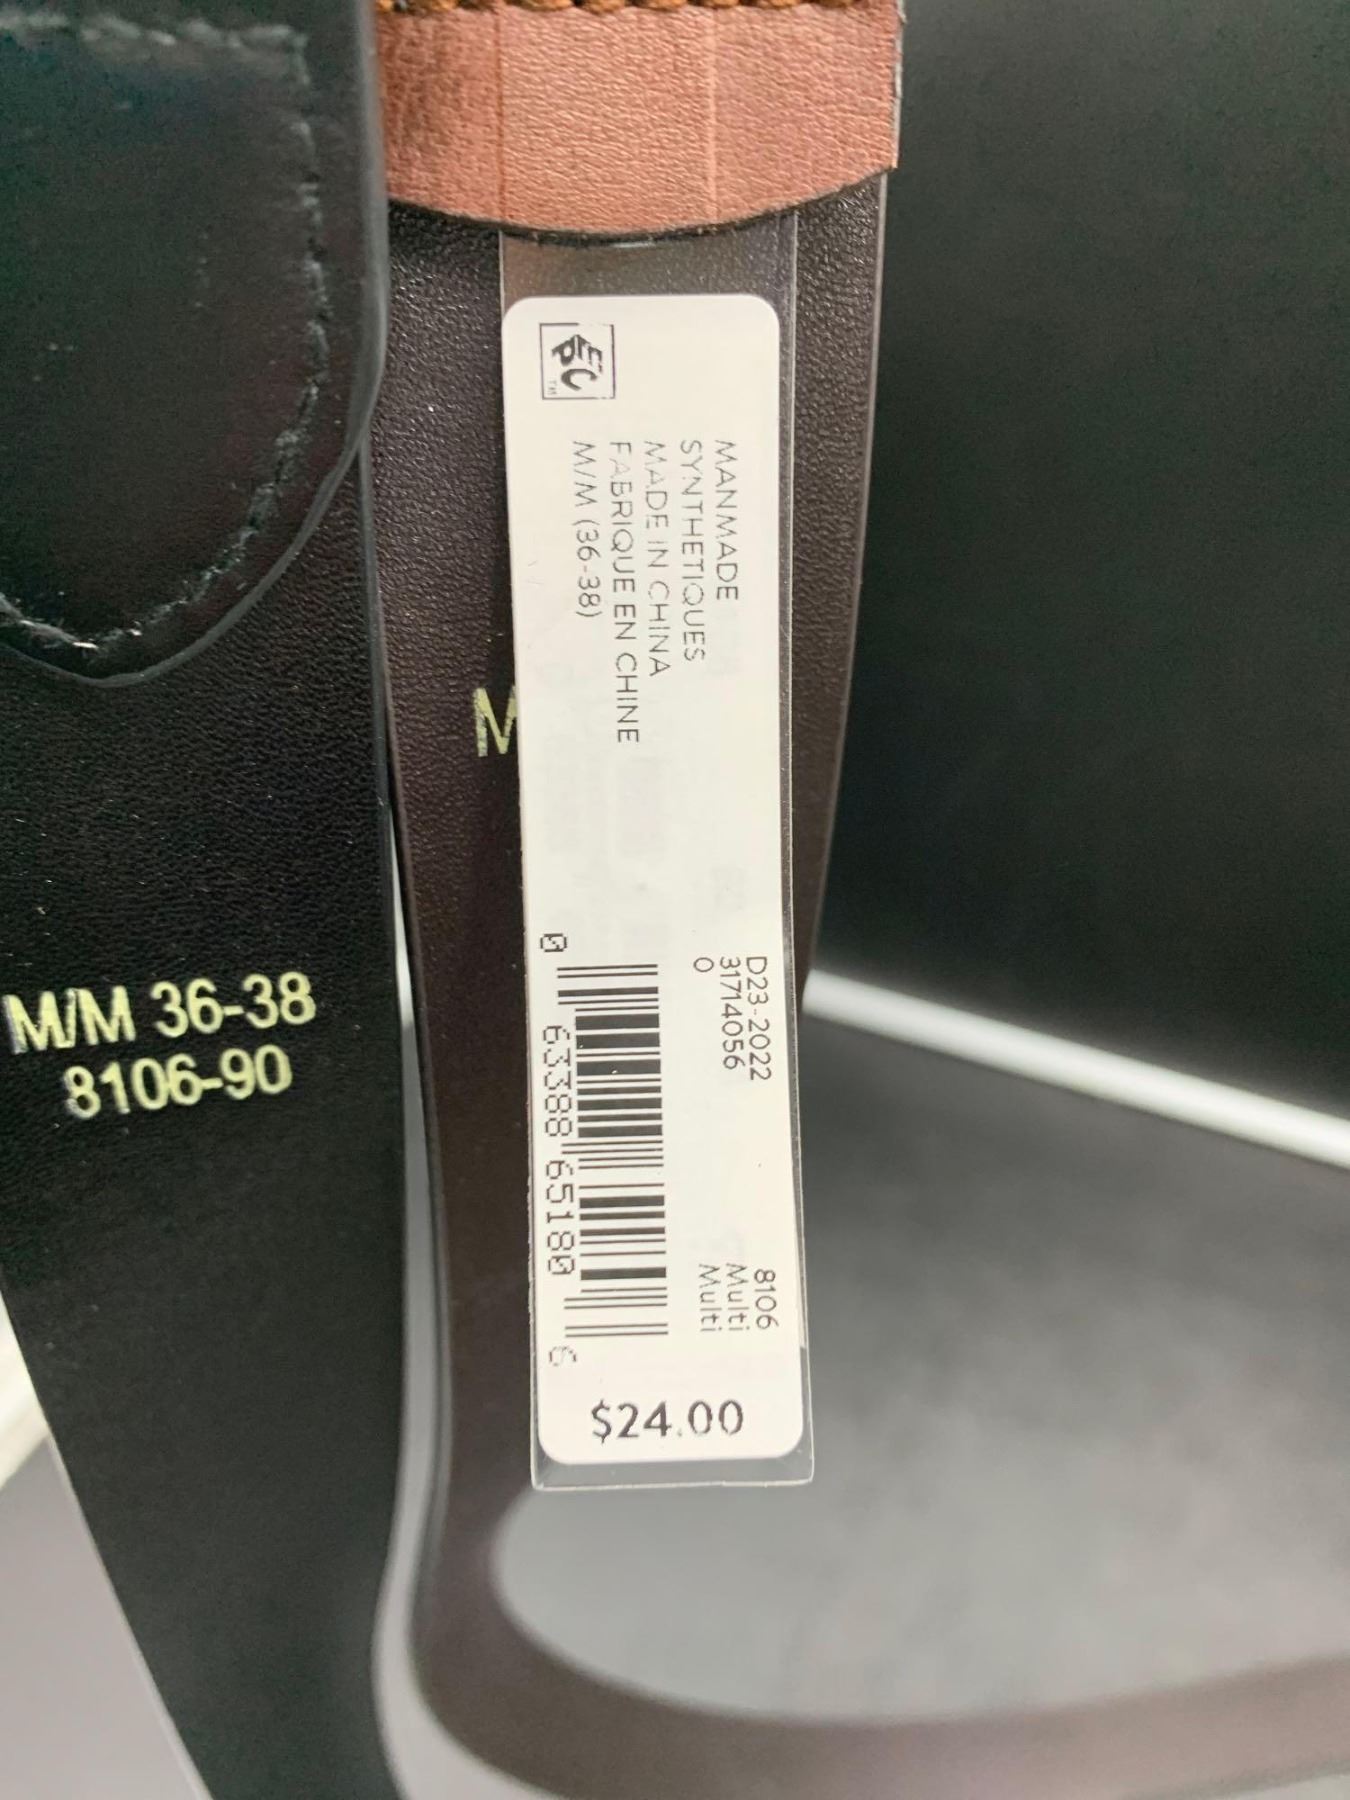 MANMADE
SYNTHETIQUES
MADE IN CHINA
FABRIQUE EN CHINE
M/M (36-38)
D23-2022
31714056
0
8106
Multi
Multi
0 63388 65180 6
$24.00
M/M 36-38
8106-90
M